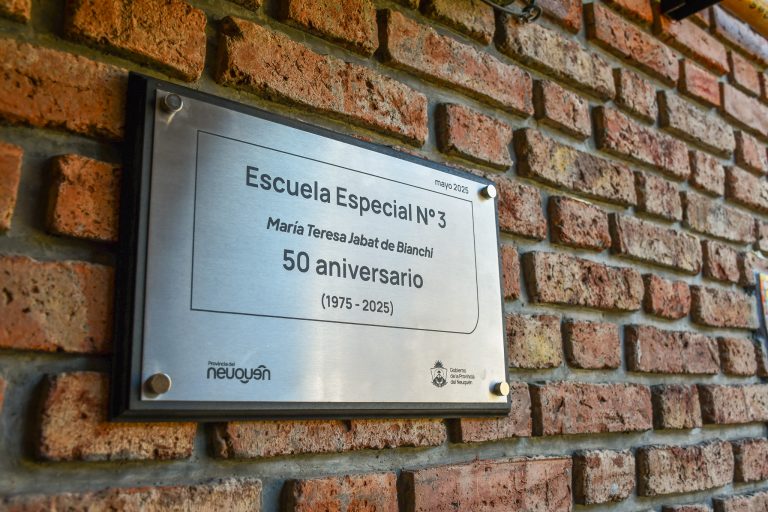 mayo 2025
Escuela Especial N° 3
María Teresa Jabat de Bianchi
50 aniversario
(1975 - 2025)
Provincia del
neuquén
Gobierno
de la Provincia
del Neuquén